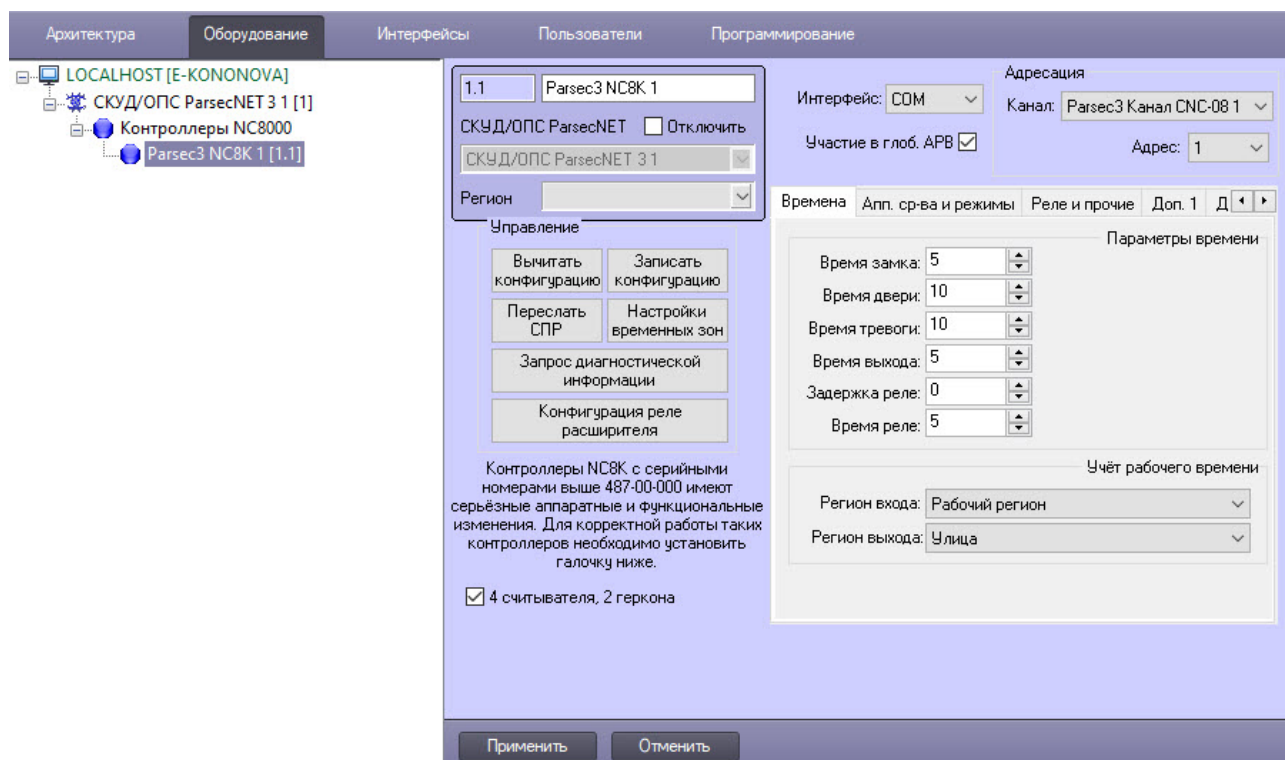 Архитектура Оборудование Интерфейсы Пользователи Программирование
LOCALHOST [E-KONONOVA]
СКУД/ОПС ParsecNET 3 1 [1]
Контроллеры NC8000
Parsec3 NC8K 1 [1.1]
1.1 Parsec3 NC8K 1
СКУД/ОПС ParsecNET Отключить
СКУД/ОПС ParsecNET 3 1
Регион
Управление
Вычитать
конфигурацию
Записать
конфигурацию
Переслать
СПР
Настройки
временных зон
Запрос диагностической
информации
Конфигурация реле
расширителя
Контроллеры NC8K с серийными
номерами выше 487-00-000 имеют
серьёзные аппаратные и функциональные
изменения. Для корректной работы таких
контроллеров необходимо установить
галочку ниже.
4 считывателя, 2 геркона
Интерфейс: COM
Участие в глоб. APB
Адресация
Канал: Parsec3 Канал CNC-08 1
Адрес: 1
Времена Апп. ср-ва и режимы Реле и прочие Доп. 1 Д
Параметры времени
Время замка: 5
Время двери: 10
Время тревоги: 10
Время выхода: 5
Задержка реле: 0
Время реле: 5
Учёт рабочего времени
Регион входа: Рабочий регион
Регион выхода: Улица
Применить Отменить